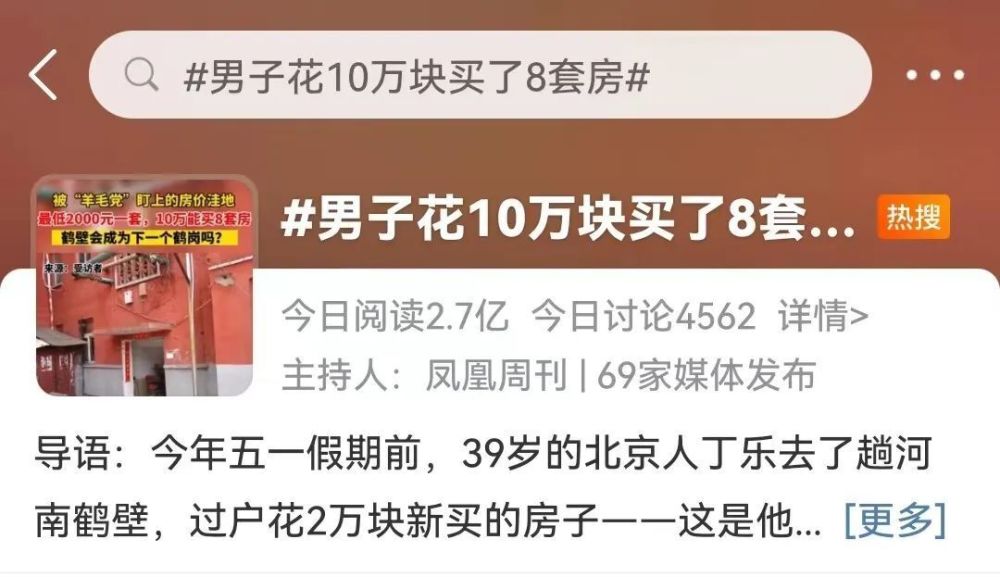 #男子花10万块买了8套房#
被“羊毛党”盯上的房价洼地
最低2000元一套，10万能买8套房
鹤壁会成为下一个鹤岗吗？
来源：受访者
#男子花10万块买了8套...
热搜
今日阅读2.7亿 今日讨论4562 详情>
主持人：凤凰周刊 | 69家媒体发布
导语：今年五一假期前，39岁的北京人丁乐去了趟河
南鹤壁，过户花2万块新买的房子——这是他... [更多]